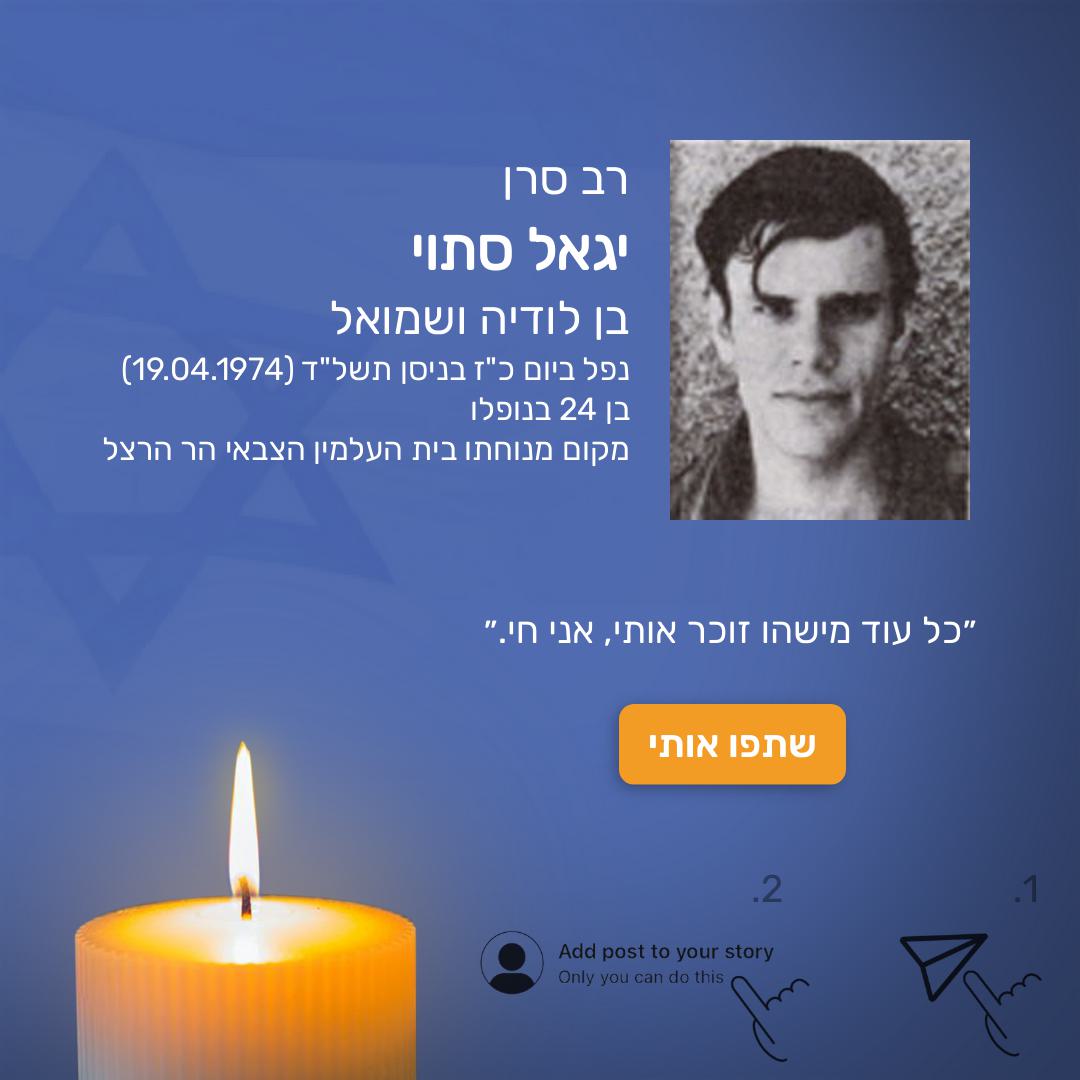 רב סרן
יגאל סתוי
בן לודיה ושמואל
נפל ביום כ"ז בניסן תשל"ד (19.04.1974)
בן 24 בנופלו
מקום מנוחתו בית העלמין הצבאי הר הרצל
״כל עוד מישהו זוכר אותי, אני חי.״
שתפו אותי
.1
.2
Add post to your story
Only you can do this